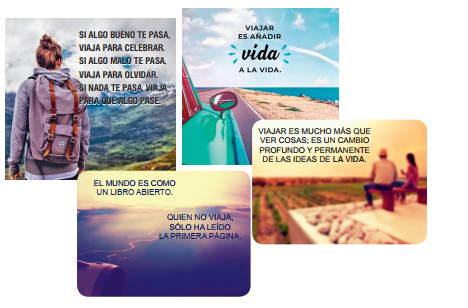 SI ALGO BUENO TE PASA,
VIAJA PARA CELEBRAR.
SI ALGO MALO TE PASA,
VIAJA PARA OLVIDAR.
SI NADA TE PASA, VIAJA
PARA QUE ALGO PASE.
VIAJAR
ES AÑADIR
vida
A LA VIDA.
VIAJAR ES MUCHO MÁS QUE
VER COSAS; ES UN CAMBIO
PROFUNDO Y PERMANENTE
DE LAS IDEAS DE LA VIDA.
EL MUNDO ES COMO
UN LIBRO ABIERTO.
QUIEN NO VIAJA,
SÓLO HA LEÍDO
LA PRIMERA PÁGINA.